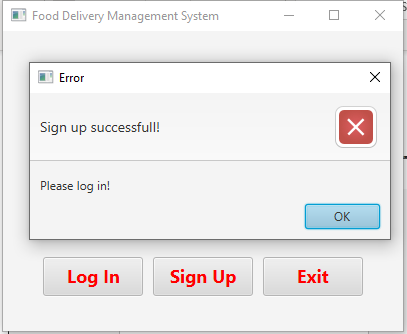 Food Delivery Management System
Error
Sign up successfull!
Please log in!
OK
Log In
Sign Up
Exit